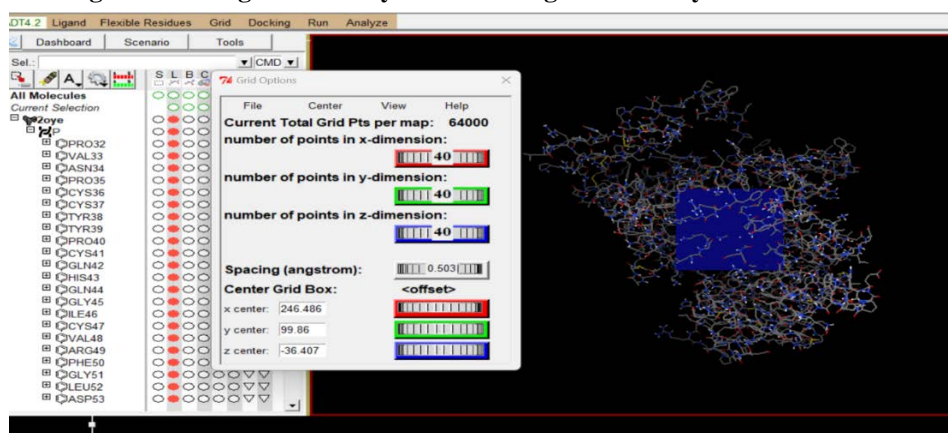 ADT4.2 Ligand Flexible Residues Grid Docking Run Analyze
Dashboard Scenario Tools
Sel.: CMD
A S L B C
All Molecules
Current Selection
2oye
P
PRO32
VAL33
ASN34
PRO35
CYS36
CYS37
TYR38
TYR39
PRO40
CYS41
GLN42
HIS43
GLN44
GLY45
ILE46
CYS47
VAL48
ARG49
PHE50
GLY51
LEU52
ASP53
Grid Options
File Center View Help
Current Total Grid Pts per map: 64000
number of points in x-dimension:
40
number of points in y-dimension:
40
number of points in z-dimension:
40
Spacing (angstrom): 0.503
Center Grid Box: <offset>
x center: 246.486
y center: 99.86
z center: -36.407